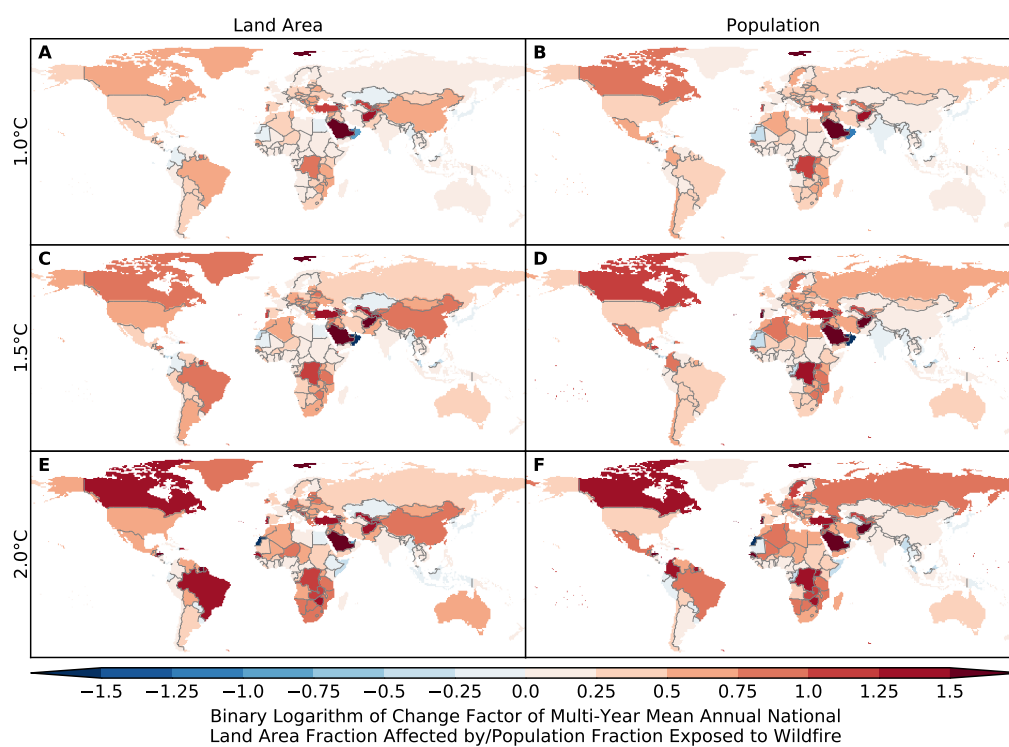 Land Area
Population
A
B
1.0°C
C
D
1.5°C
E
F
2.0°C
−1.5 −1.25 −1.0 −0.75 −0.5 −0.25 0.0 0.25 0.5 0.75 1.0 1.25 1.5
Binary Logarithm of Change Factor of Multi-Year Mean Annual National
Land Area Fraction Affected by/Population Fraction Exposed to Wildfire